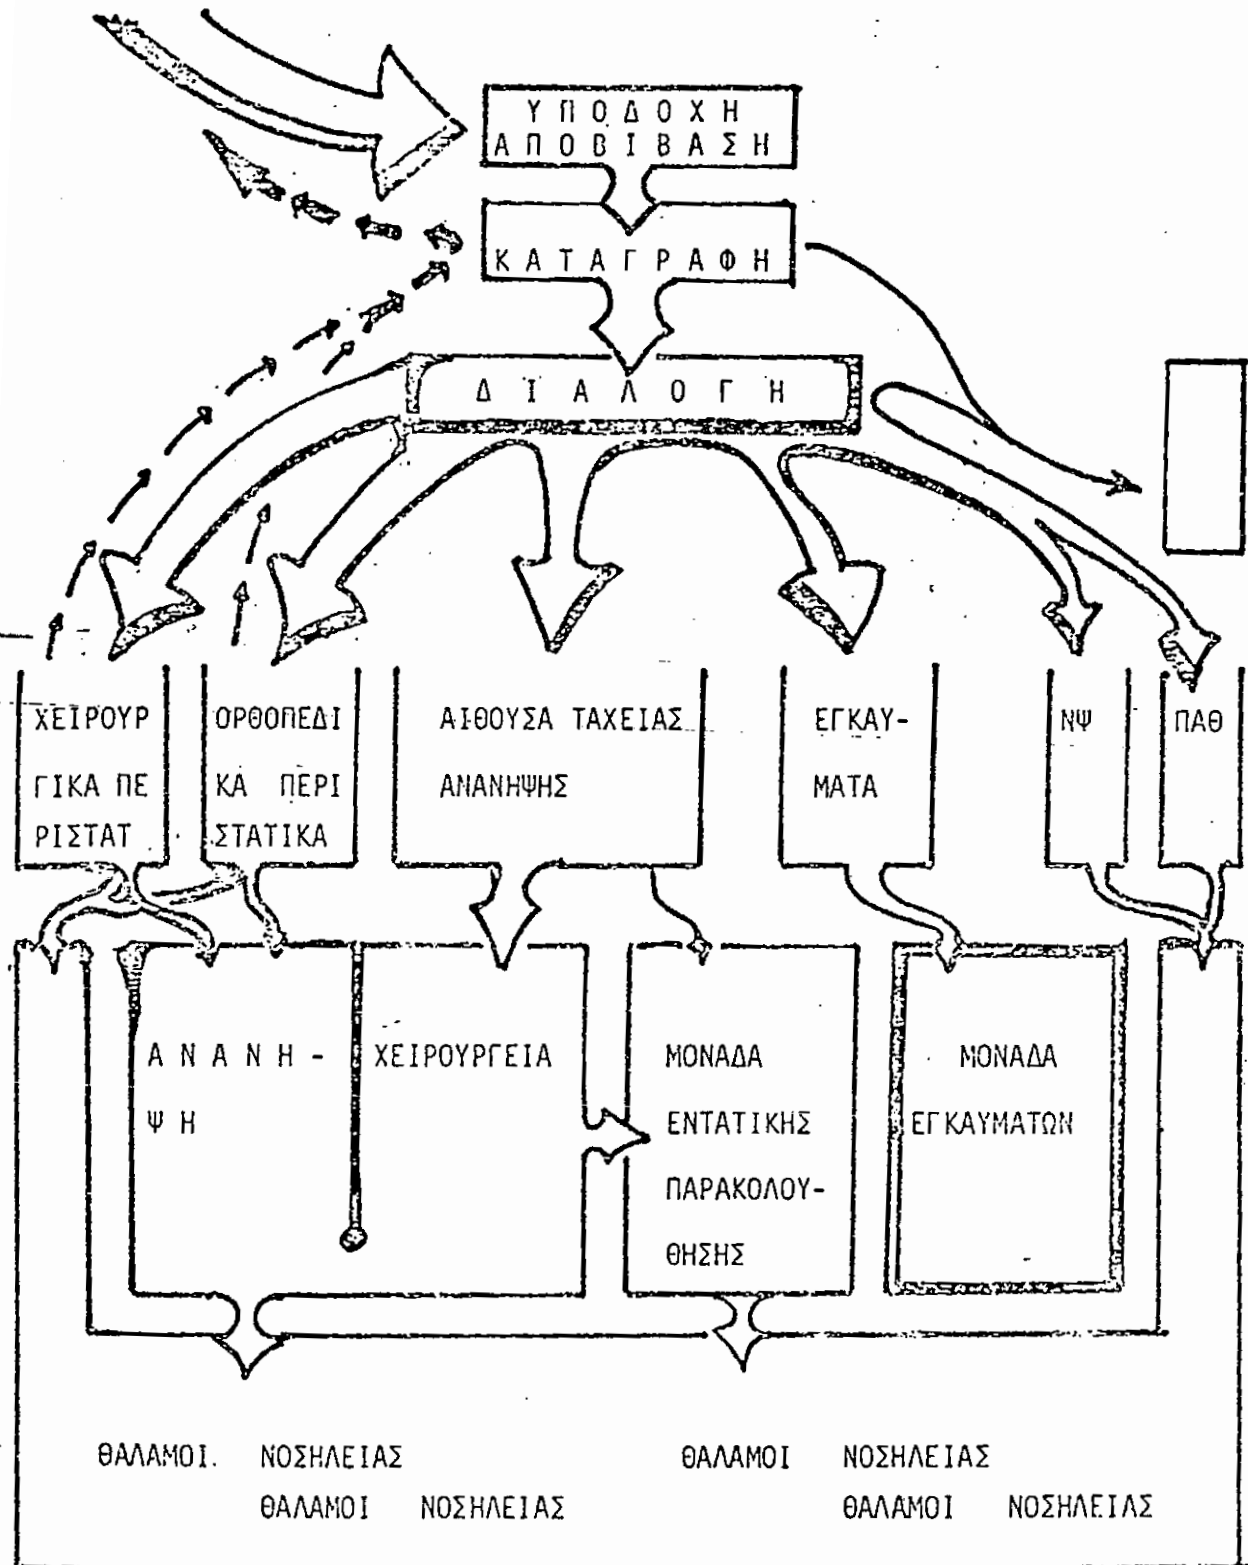 ΥΠΟΔΟΧΗ
ΑΠΟΒΙΒΑΣΗ
ΚΑΤΑΓΡΑΦΗ
ΔΙΑΛΟΓΗ
ΧΕΙΡΟΥΡ
ΓΙΚΑ ΠΕ
ΡΙΣΤΑΤ
ΟΡΘΟΠΕΔΙ
ΚΑ ΠΕΡΙ
ΣΤΑΤΙΚΑ
ΑΙΘΟΥΣΑ ΤΑΧΕΙΑΣ
ΑΝΑΝΗΨΗΣ
ΕΓΚΑΥ-
ΜΑΤΑ
ΝΨ
ΠΑΘ
ΑΝΑΝΗ-
ΨΗ
ΧΕΙΡΟΥΡΓΕΙΑ
ΜΟΝΑΔΑ
ΕΝΤΑΤΙΚΗΣ
ΠΑΡΑΚΟΛΟΥ-
ΘΗΣΗΣ
ΜΟΝΑΔΑ
ΕΓΚΑΥΜΑΤΩΝ
ΘΑΛΑΜΟΙ. ΝΟΣΗΛΕΙΑΣ
ΘΑΛΑΜΟΙ ΝΟΣΗΛΕΙΑΣ
ΘΑΛΑΜΟΙ ΝΟΣΗΛΕΙΑΣ
ΘΑΛΑΜΟΙ ΝΟΣΗΛΕΙΑΣ